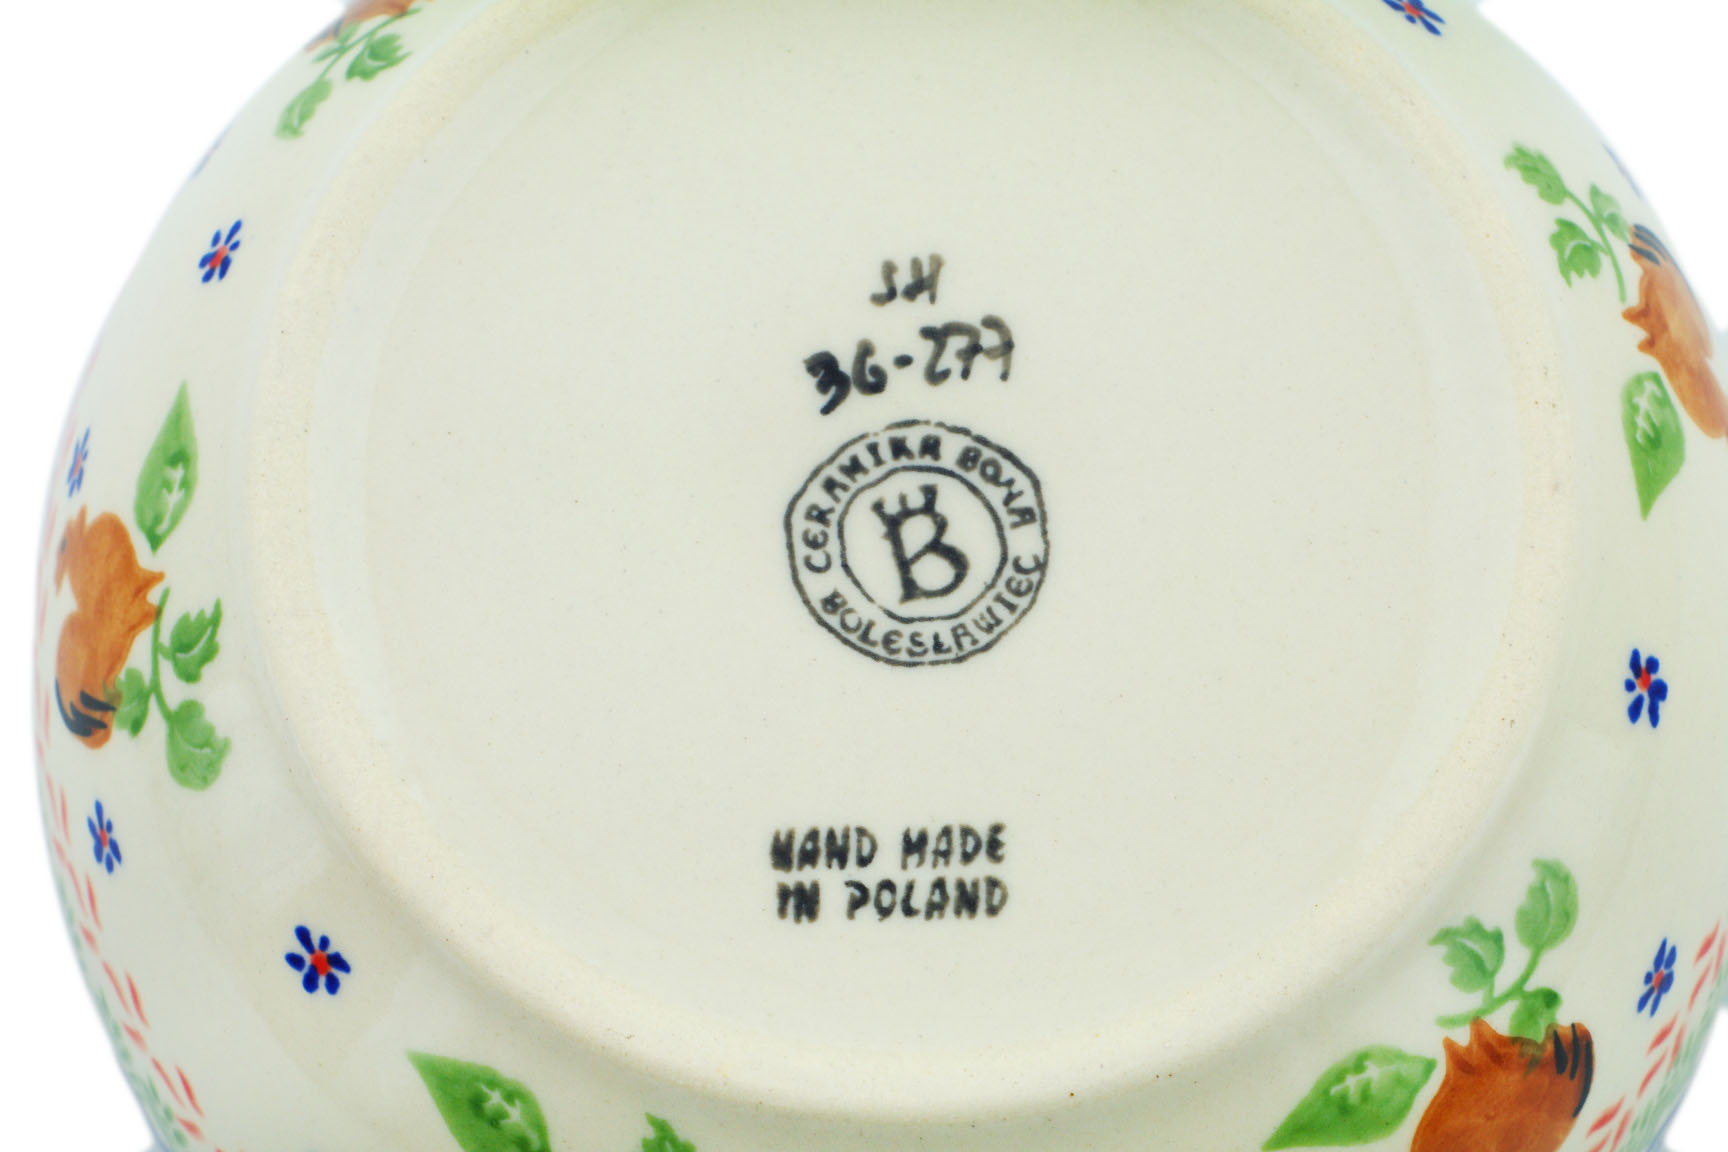 SH
36-277
CERAMIKA BONA
B
BOLESŁAWIEC
HAND MADE
IN POLAND